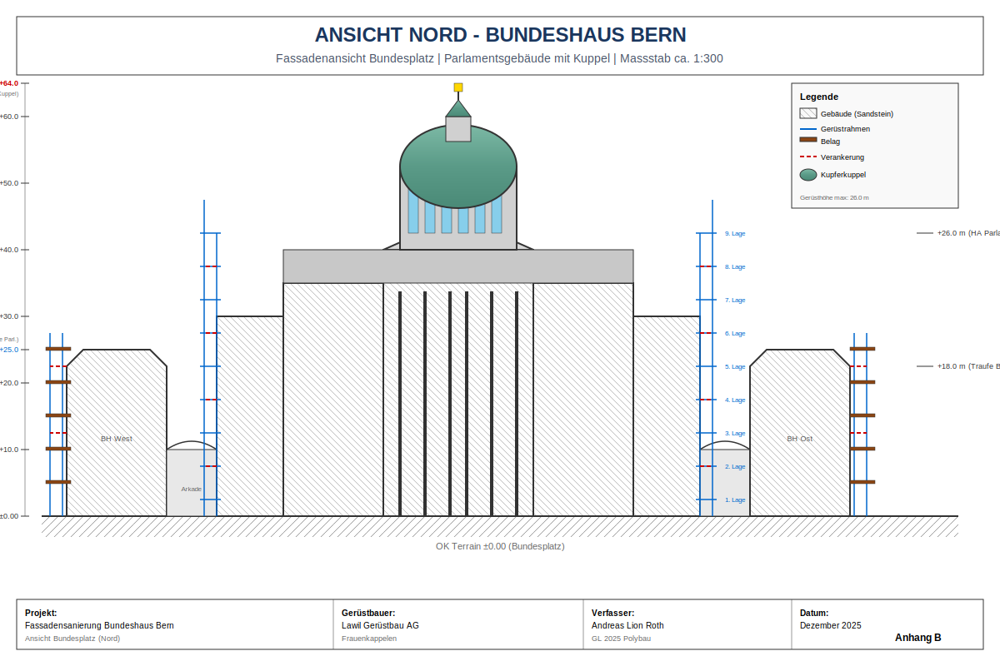 ANSICHT NORD - BUNDESHAUS BERN
Fassadenansicht Bundesplatz | Parlamentsgebäude mit Kuppel | Massstab ca. 1:300
+64.0
Kuppel)
+60.0
+50.0
+40.0
+30.0
e Parl.)
+25.0
+20.0
+10.0
±0.00
Legende
Gebäude (Sandstein)
Gerüstrahmen
Belag
Verankerung
Kupferkuppel
Gerüsthöhe max: 26.0 m
9. Lage
8. Lage
7. Lage
6. Lage
5. Lage
4. Lage
3. Lage
2. Lage
1. Lage
+26.0 m (HA Parla
+18.0 m (Traufe B
BH West
Arkade
BH Ost
OK Terrain ±0.00 (Bundesplatz)
Projekt:
Fassadensanierung Bundeshaus Bern
Ansicht Bundesplatz (Nord)
Gerüstbauer:
Lawil Gerüstbau AG
Frauenkappelen
Verfasser:
Andreas Lion Roth
GL 2025 Polybau
Datum:
Dezember 2025
Anhang B